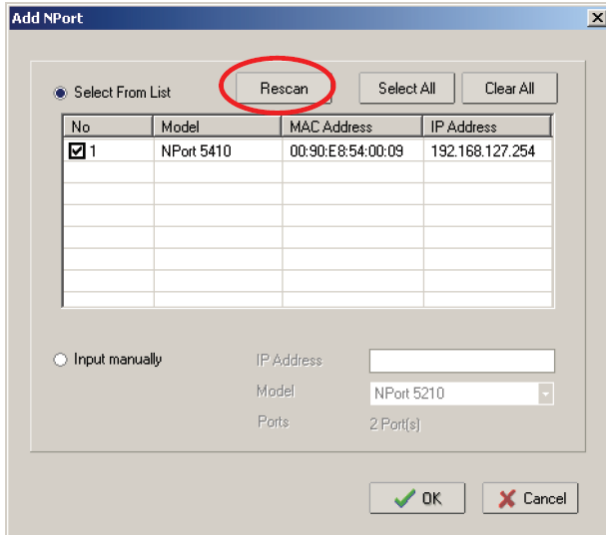 Add NPort
Select From List Rescan Select All Clear All
No Model MAC Address IP Address
1 NPort 5410 00:90:E8:54:00:09 192.168.127.254
Input manually IP Address
Model NPort 5210
Ports 2 Port(s)
OK Cancel